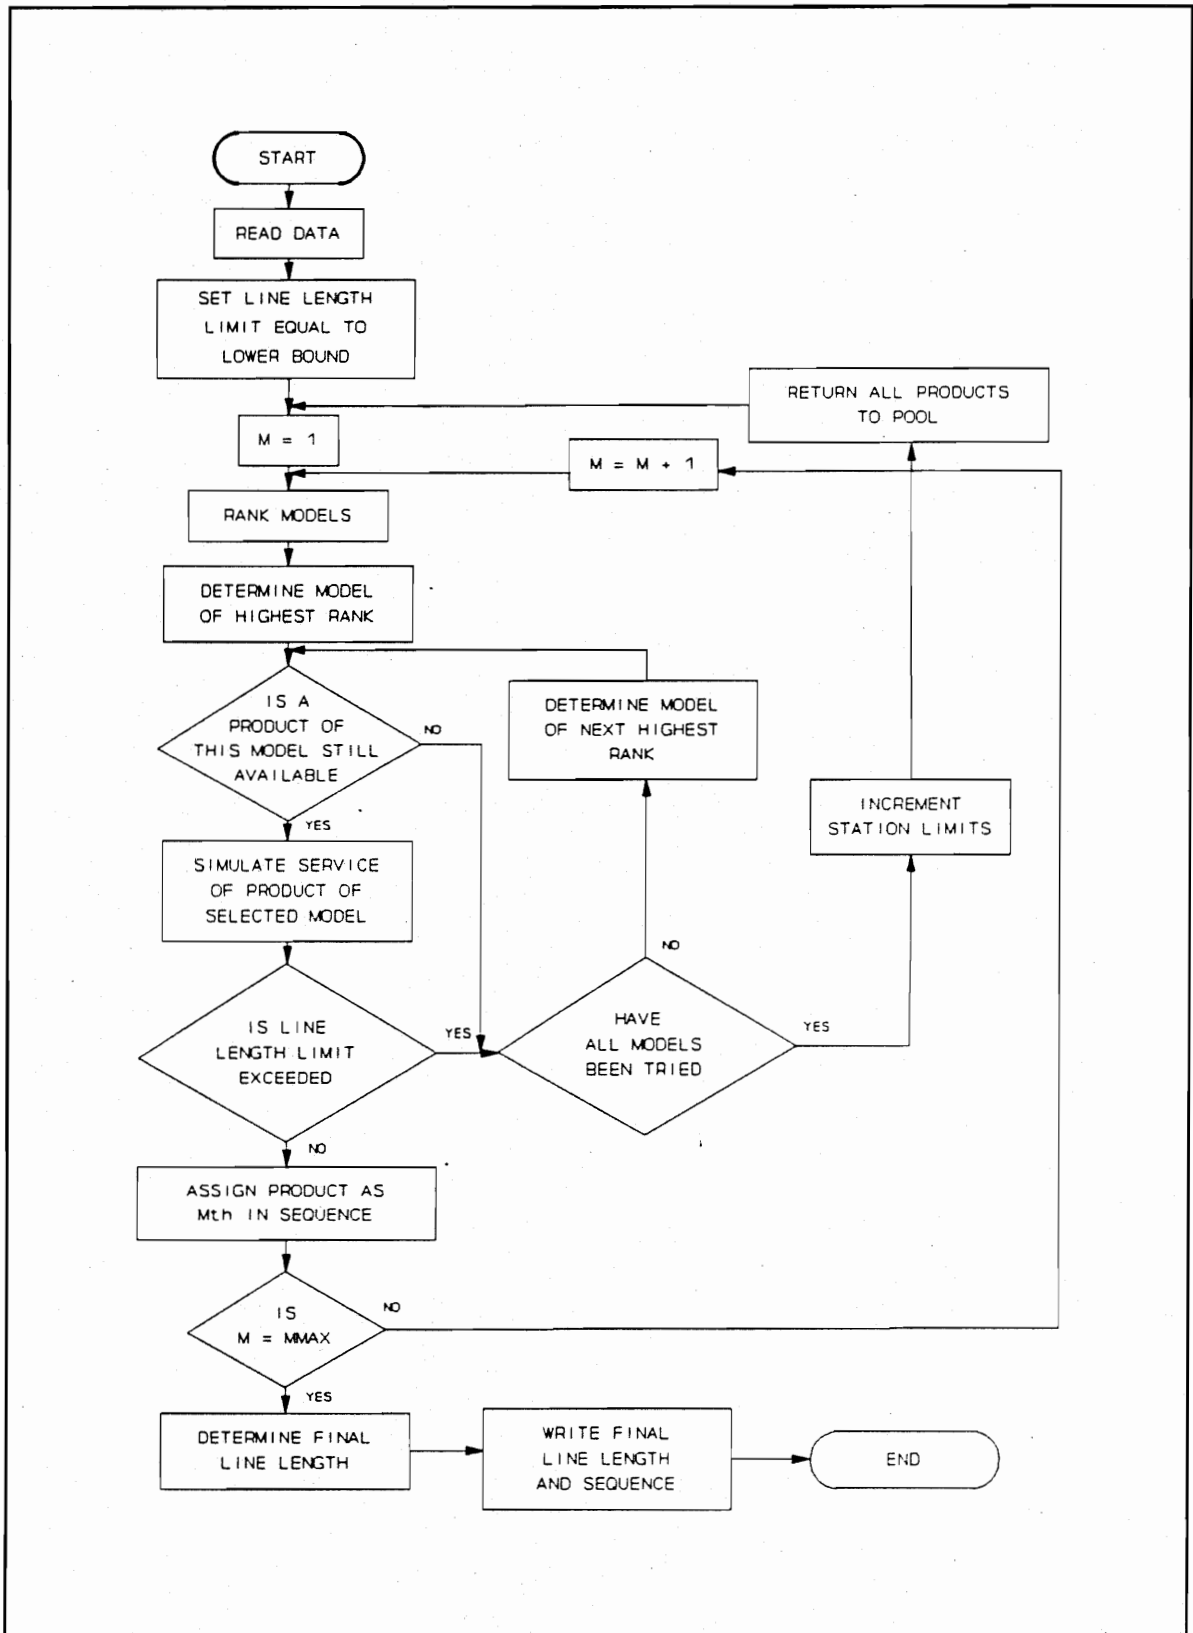 START
READ DATA
SET LINE LENGTH
LIMIT EQUAL TO
LOWER BOUND
RETURN ALL PRODUCTS
TO POOL
M = 1
M = M + 1
RANK MODELS
DETERMINE MODEL
OF HIGHEST RANK
IS A
PRODUCT OF
THIS MODEL STILL
AVAILABLE
NO
DETERMINE MODEL
OF NEXT HIGHEST
RANK
INCREMENT
STATION LIMITS
YES
SIMULATE SERVICE
OF PRODUCT OF
SELECTED MODEL
NO
IS LINE
LENGTH LIMIT
EXCEEDED
YES
HAVE
ALL MODELS
BEEN TRIED
YES
NO
ASSIGN PRODUCT AS
Mth IN SEQUENCE
IS
M = MMAX
NO
YES
DETERMINE FINAL
LINE LENGTH
WRITE FINAL
LINE LENGTH
AND SEQUENCE
END